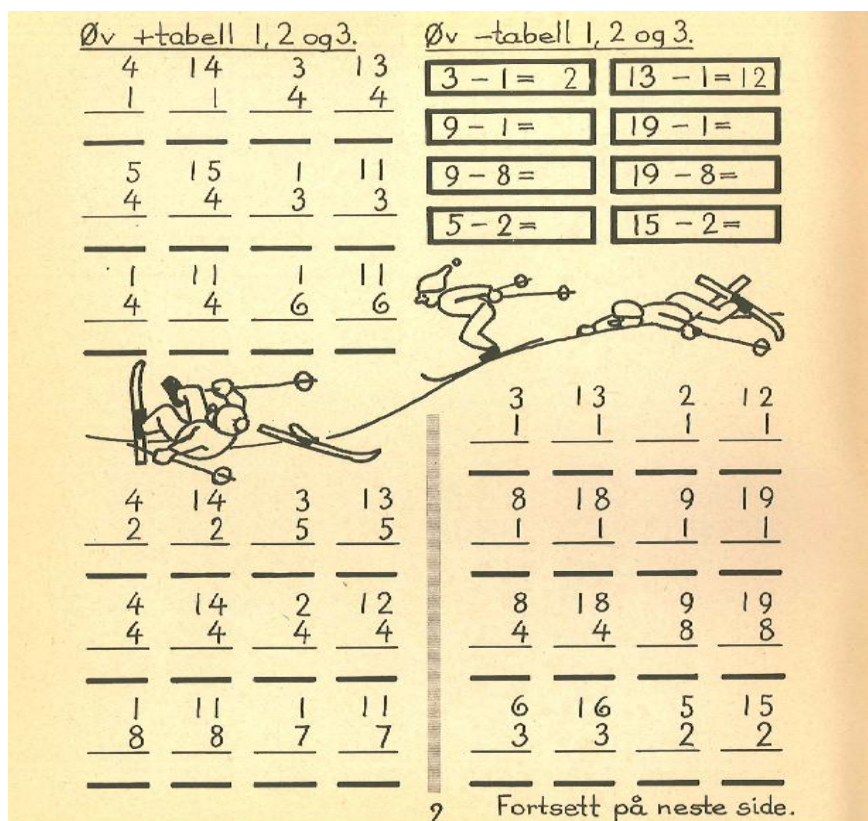 Øv +tabell 1, 2 og 3.
4 14 3 13
1 1 4 4
5 15 1 11
4 4 3 3
1 11 1 11
4 4 6 6
4 14 3 13
2 2 5 5
4 14 2 12
4 4 4 4
1 11 1 11
8 8 7 7
Øv -tabell 1, 2 og 3.
3 - 1 = 2 13 - 1 = 12
9 - 1 = 19 - 1 =
9 - 8 = 19 - 8 =
5 - 2 = 15 - 2 =
3 13 2 12
1 1 1 1
8 18 9 19
1 1 1 1
8 18 9 19
4 4 8 8
6 16 5 15
3 3 2 2
2 Fortsett på neste side.